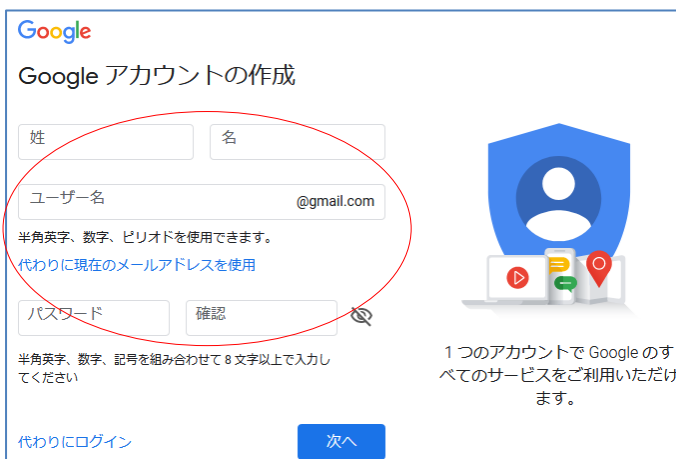 Google
Google アカウントの作成
姓 名
ユーザー名 @gmail.com
半角英字、数字、ピリオドを使用できます。
代わりに現在のメールアドレスを使用
パスワード 確認
半角英字、数字、記号を組み合わせて 8 文字以上で入力し
てください
1 つのアカウントで Google のす
べてのサービスをご利用いただけ
ます。
代わりにログイン 次へ